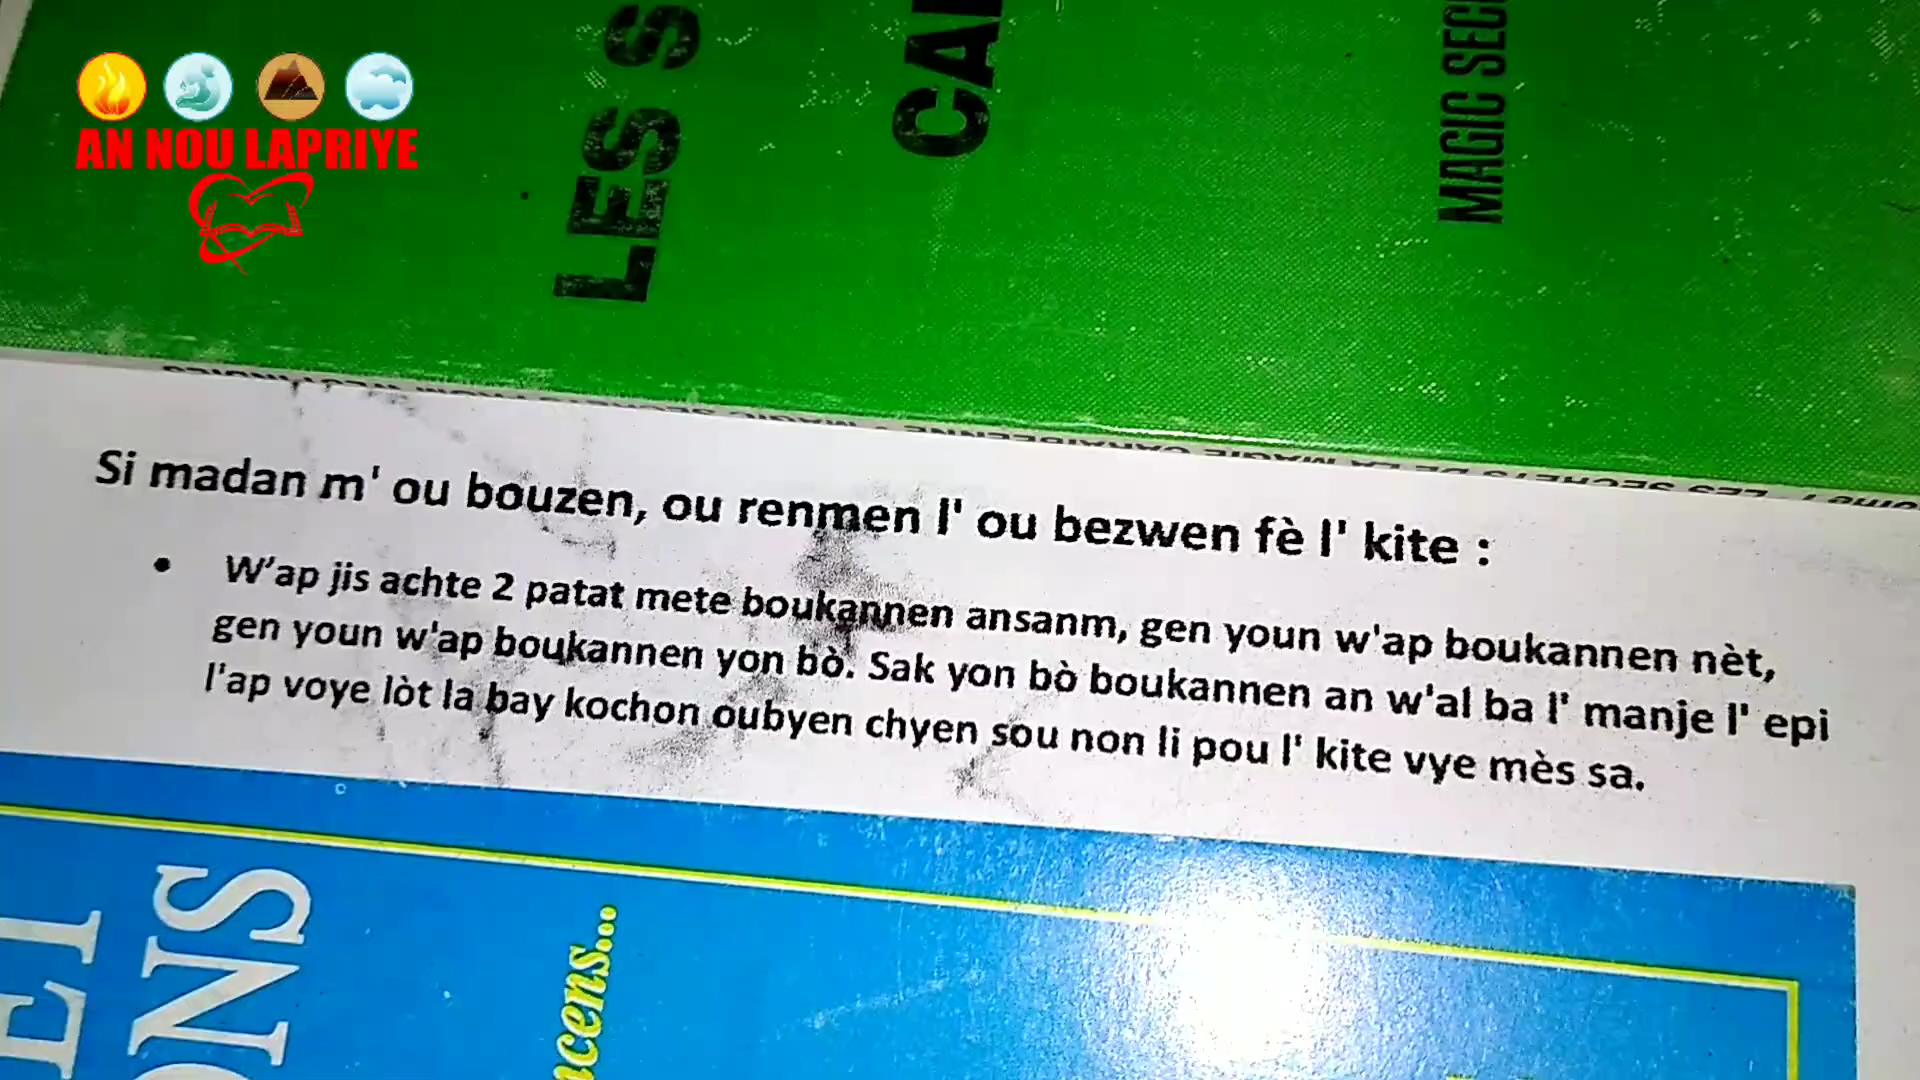 AN NOU LAPRIYE
LES S
CAI
MAGIC SEC
Si madan m' ou bouzen, ou renmen l' ou bezwen fè l' kite :
• W'ap jis achte 2 patat mete boukannen ansanm, gen youn w'ap boukannen nèt,
gen youn w'ap boukannen yon bò. Sak yon bò boukannen an w'al ba l' manje l' epi
l'ap voye lòt la bay kochon oubyen chyen sou non li pou l' kite vye mès sa.
ONS
ncens...